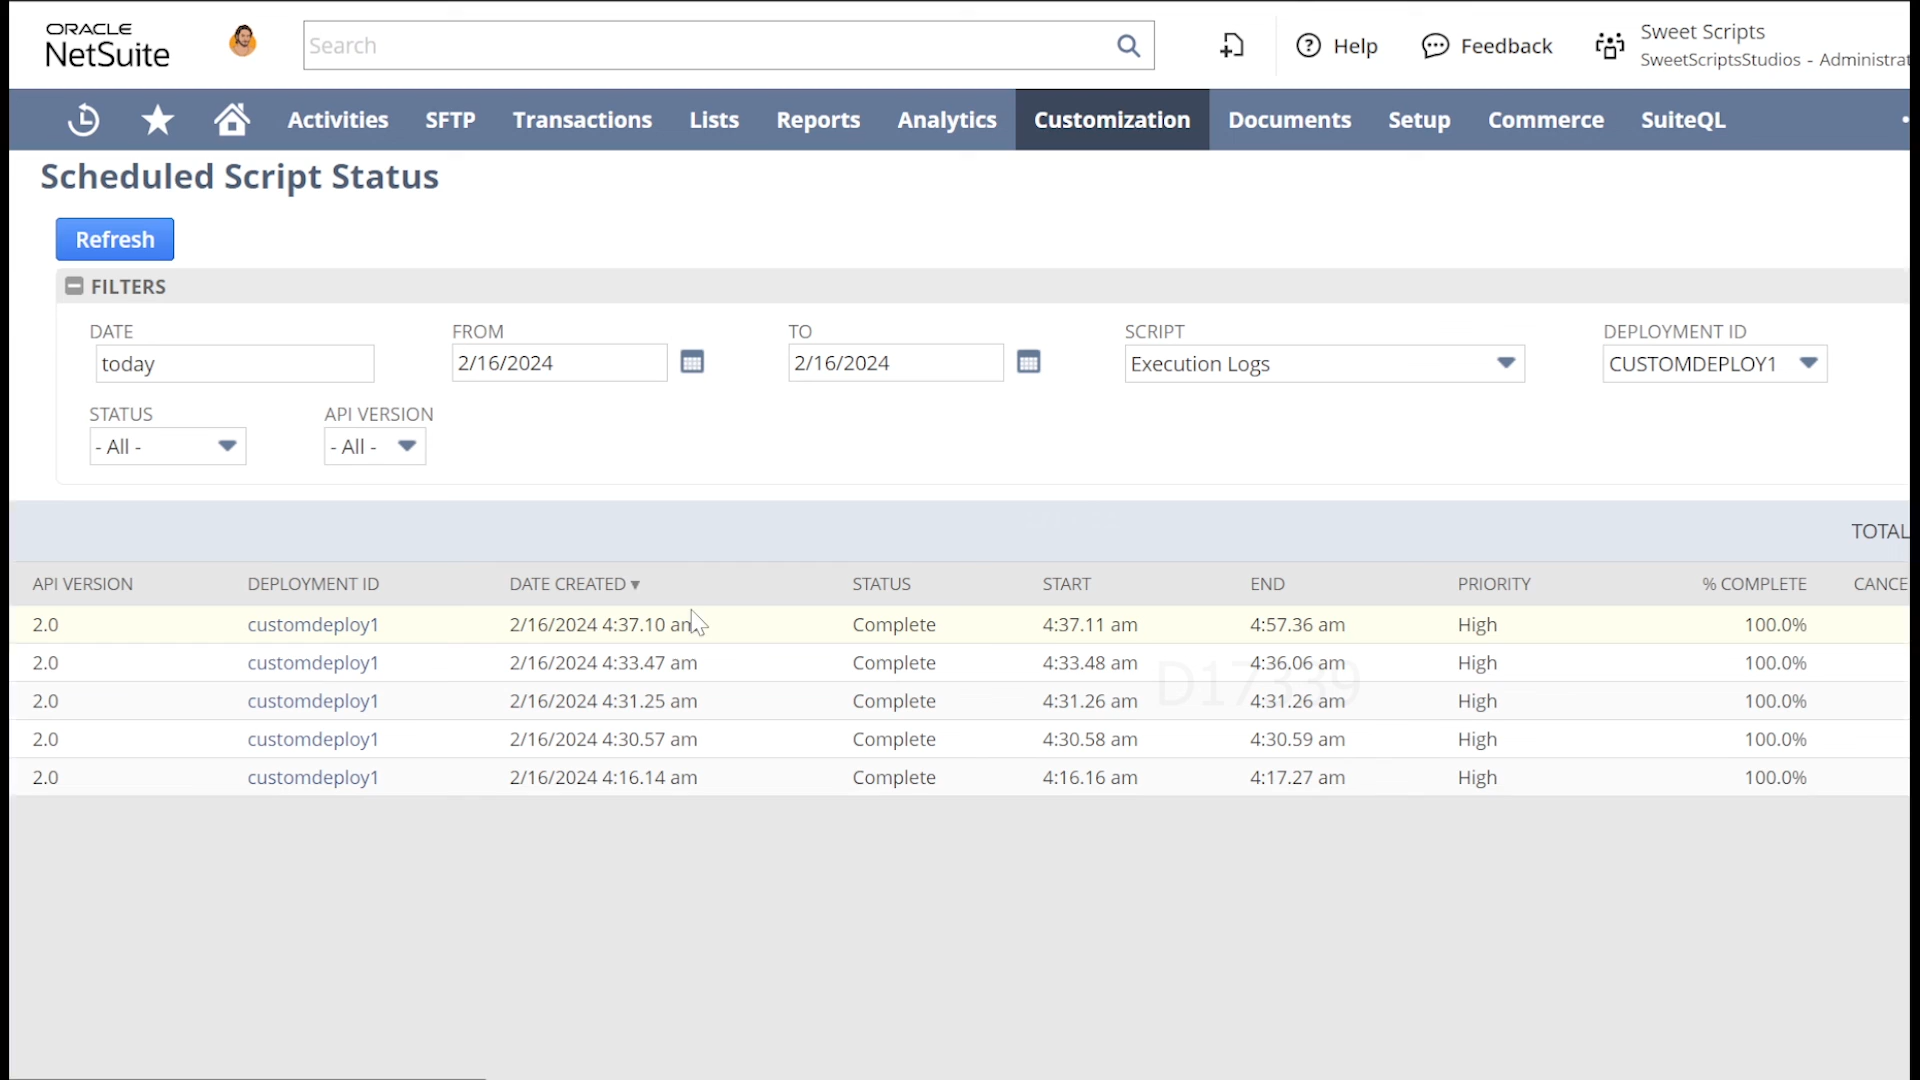 ORACLE
NetSuite
Search
Help
Feedback
Sweet Scripts
SweetScriptsStudios - Administrat
Activities SFTP Transactions Lists Reports Analytics Customization Documents Setup Commerce SuiteQL
Scheduled Script Status
Refresh
FILTERS
DATE FROM TO SCRIPT DEPLOYMENT ID
today 2/16/2024 2/16/2024 Execution Logs CUSTOMDEPLOY1
STATUS API VERSION
- All - - All -
TOTAL
API VERSION DEPLOYMENT ID DATE CREATED STATUS START END PRIORITY % COMPLETE CANCE
2.0 customdeploy1 2/16/2024 4:37.10 am Complete 4:37.11 am 4:57.36 am High 100.0%
2.0 customdeploy1 2/16/2024 4:33.47 am Complete 4:33.48 am 4:36.06 am High 100.0%
D17339
2.0 customdeploy1 2/16/2024 4:31.25 am Complete 4:31.26 am 4:31.26 am High 100.0%
2.0 customdeploy1 2/16/2024 4:30.57 am Complete 4:30.58 am 4:30.59 am High 100.0%
2.0 customdeploy1 2/16/2024 4:16.14 am Complete 4:16.16 am 4:17.27 am High 100.0%